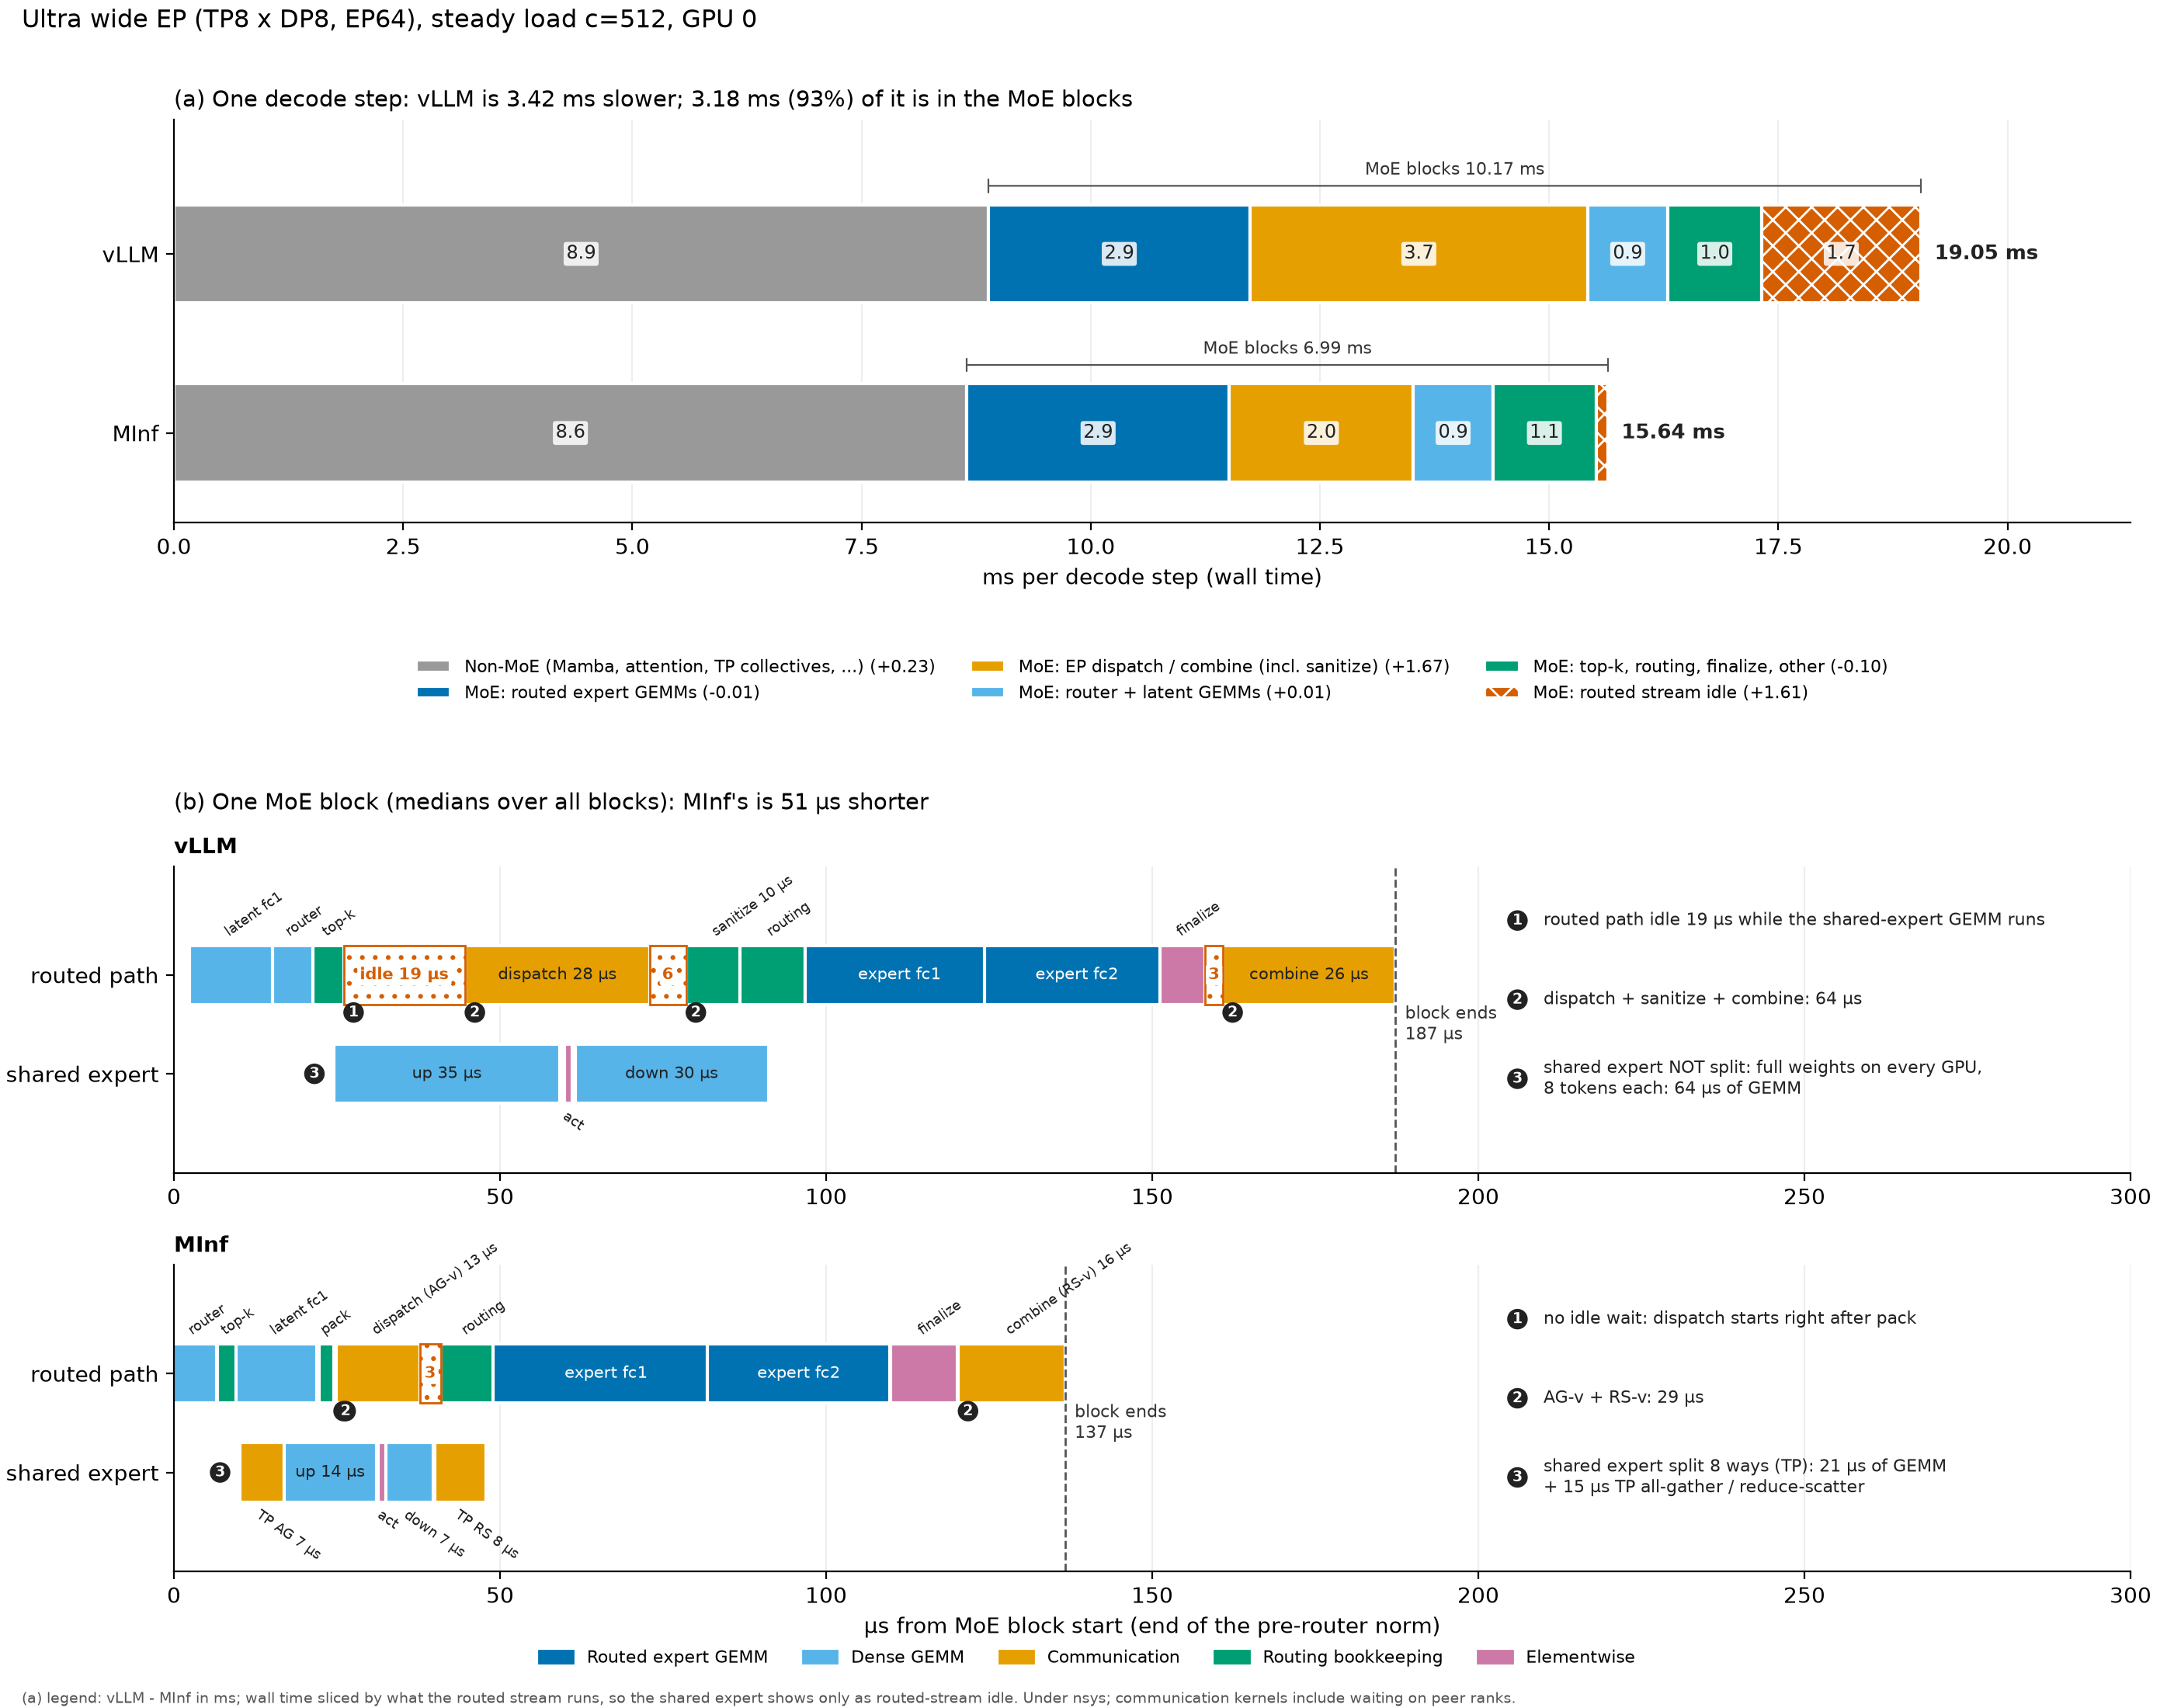 Ultra wide EP (TP8 x DP8, EP64), steady load c=512, GPU 0
(a) One decode step: vLLM is 3.42 ms slower; 3.18 ms (93%) of it is in the MoE blocks
MoE blocks 10.17 ms
vLLM
8.9
2.9
3.7
0.9
1.0
1.7
19.05 ms
MoE blocks 6.99 ms
MInf
8.6
2.9
2.0
0.9
1.1
15.64 ms
0.0 2.5 5.0 7.5 10.0 12.5 15.0 17.5 20.0
ms per decode step (wall time)
Non-MoE (Mamba, attention, TP collectives, ...) (+0.23)
MoE: routed expert GEMMs (-0.01)
MoE: EP dispatch / combine (incl. sanitize) (+1.67)
MoE: router + latent GEMMs (+0.01)
MoE: top-k, routing, finalize, other (-0.10)
MoE: routed stream idle (+1.61)
(b) One MoE block (medians over all blocks): MInf's is 51 µs shorter
vLLM
latent fc1
router
top-k
sanitize 10 µs
routing
finalize
routed path
idle 19 µs
dispatch 28 µs
6
expert fc1
expert fc2
3
combine 26 µs
1
2
2
2
block ends
187 µs
shared expert
3
up 35 µs
down 30 µs
act
1 routed path idle 19 µs while the shared-expert GEMM runs
2 dispatch + sanitize + combine: 64 µs
3 shared expert NOT split: full weights on every GPU,
8 tokens each: 64 µs of GEMM
0 50 100 150 200 250 300
MInf
router
top-k
latent fc1
pack
dispatch (AG-v) 13 µs
routing
finalize
combine (RS-v) 16 µs
routed path
3
expert fc1
expert fc2
2
2
block ends
137 µs
shared expert
3
up 14 µs
TP AG 7 µs
act
down 7 µs
TP RS 8 µs
1 no idle wait: dispatch starts right after pack
2 AG-v + RS-v: 29 µs
3 shared expert split 8 ways (TP): 21 µs of GEMM
+ 15 µs TP all-gather / reduce-scatter
0 50 100 150 200 250 300
µs from MoE block start (end of the pre-router norm)
Routed expert GEMM
Dense GEMM
Communication
Routing bookkeeping
Elementwise
(a) legend: vLLM - MInf in ms; wall time sliced by what the routed stream runs, so the shared expert shows only as routed-stream idle. Under nsys; communication kernels include waiting on peer ranks.